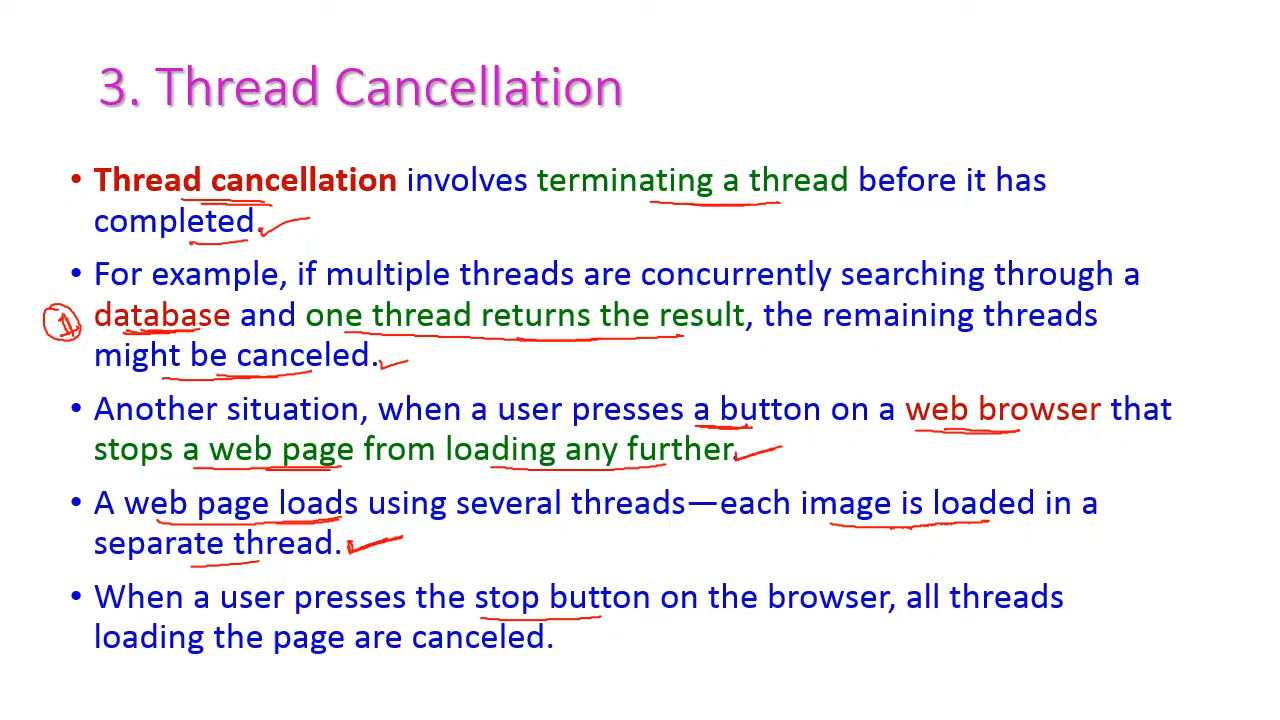 3. Thread Cancellation
• Thread cancellation involves terminating a thread before it has
completed.
• For example, if multiple threads are concurrently searching through a
1 database and one thread returns the result, the remaining threads
might be canceled.
• Another situation, when a user presses a button on a web browser that
stops a web page from loading any further.
• A web page loads using several threads—each image is loaded in a
separate thread.
• When a user presses the stop button on the browser, all threads
loading the page are canceled.